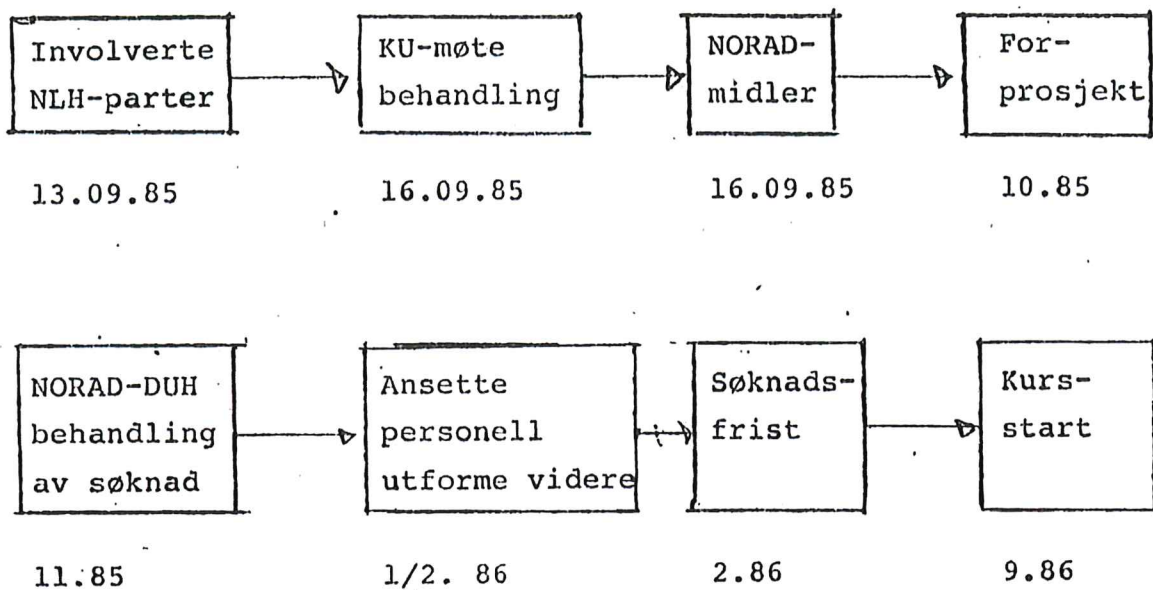 Involverte
NLH-parter
KU-møte
behandling
NORAD-
midler
For-
prosjekt
13.09.85
16.09.85
16.09.85
10.85
NORAD-DUH
behandling
av søknad
Ansette
personell
utforme videre
Søknads-
frist
Kurs-
start
11.85
1/2. 86
2.86
9.86